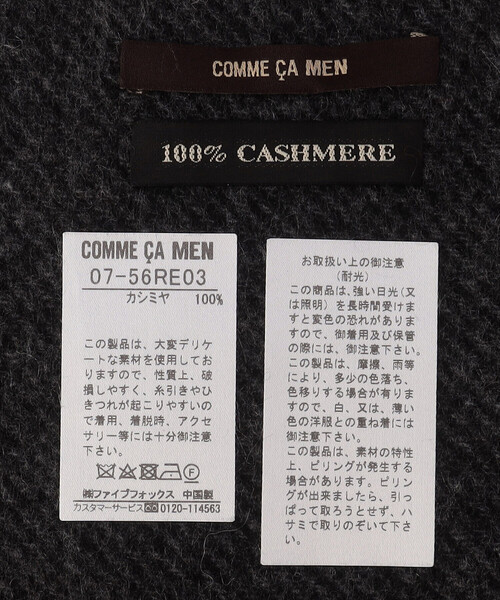 COMME ÇA MEN
100% CASHMERE
COMME ÇA MEN
07-56RE03
カシミヤ 100%
この製品は、大変デリケ
ートな素材を使用してお
りますので、性質上、破
損しやすく、糸引きやひ
きつれが起こりやすいの
で着用、着脱時、アクセ
サリー等には十分御注意
下さい。
㈱ファイブフォックス 中国製
カスタマーサービス 0120-114563
お取扱い上の御注意
(耐光)
この商品は、強い日光(又
は照明)を長時間受けま
すと変色の恐れがありま
すので、御着用及び保管
の際には、御注意下さい。
この製品は、摩擦、雨等
により、多少の色落ち、
色移りする場合が有りま
すので、白、又は、薄い
色の洋服との重ね着には
御注意下さい。
この製品は、素材の特性
上、ピリングが発生する
場合があります。ピリン
グが出来ましたら、引っ
ぱって取ろうとせず、ハ
サミで取りのぞいて下さ
い。